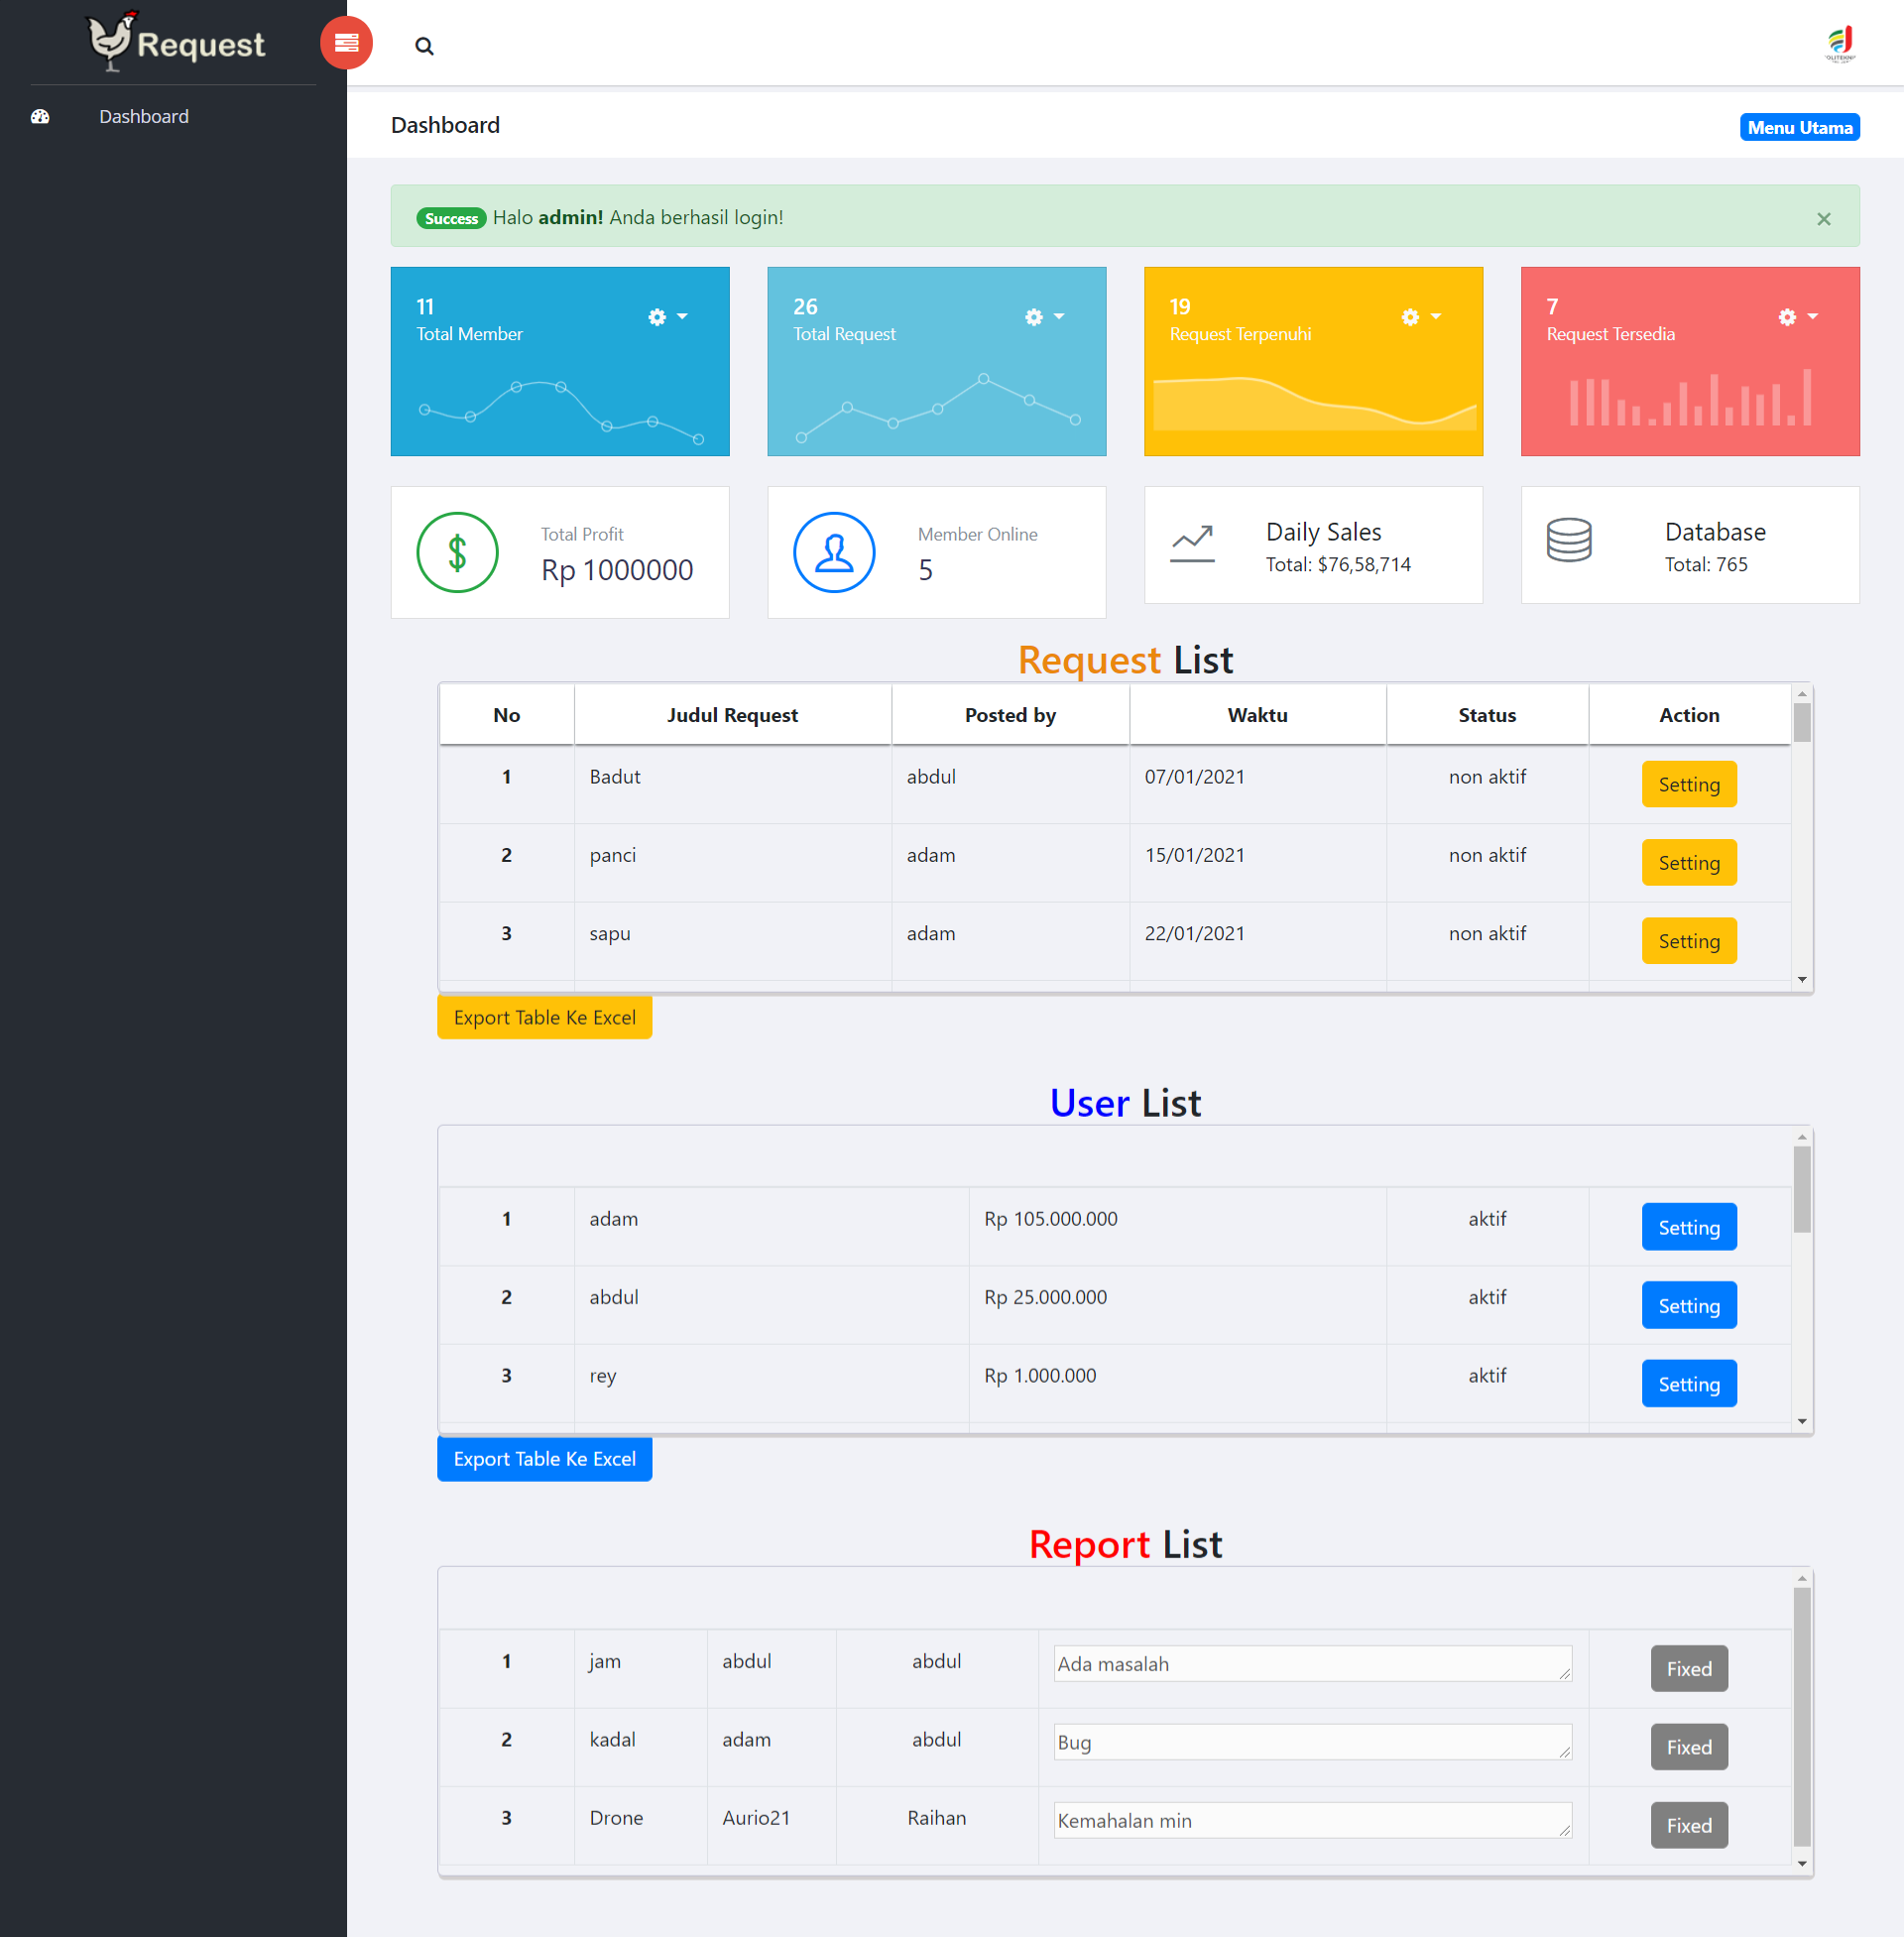 Request
Dashboard
Dashboard
Menu Utama
Success Halo admin! Anda berhasil login!
×
11
Total Member
26
Total Request
19
Request Terpenuhi
7
Request Tersedia
Total Profit
Rp 1000000
Member Online
5
Daily Sales
Total: $76,58,714
Database
Total: 765
Request List
No Judul Request Posted by Waktu Status Action
1 Badut abdul 07/01/2021 non aktif Setting
2 panci adam 15/01/2021 non aktif Setting
3 sapu adam 22/01/2021 non aktif Setting
Export Table Ke Excel
User List
1 adam Rp 105.000.000 aktif Setting
2 abdul Rp 25.000.000 aktif Setting
3 rey Rp 1.000.000 aktif Setting
Export Table Ke Excel
Report List
1 jam abdul abdul Ada masalah Fixed
2 kadal adam abdul Bug Fixed
3 Drone Aurio21 Raihan Kemahalan min Fixed